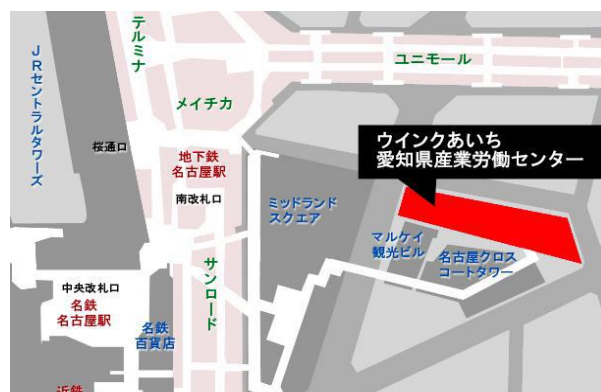 テルミナ
ユニモール
JRセントラルタワーズ
メイチカ
ウインクあいち
愛知県産業労働センター
桜通口
地下鉄
名古屋駅
南改札口
ミッドランド
スクエア
マルケイ
観光ビル
名古屋クロス
コートタワー
サンロード
中央改札口
名鉄
名古屋駅
名鉄
百貨店
近鉄